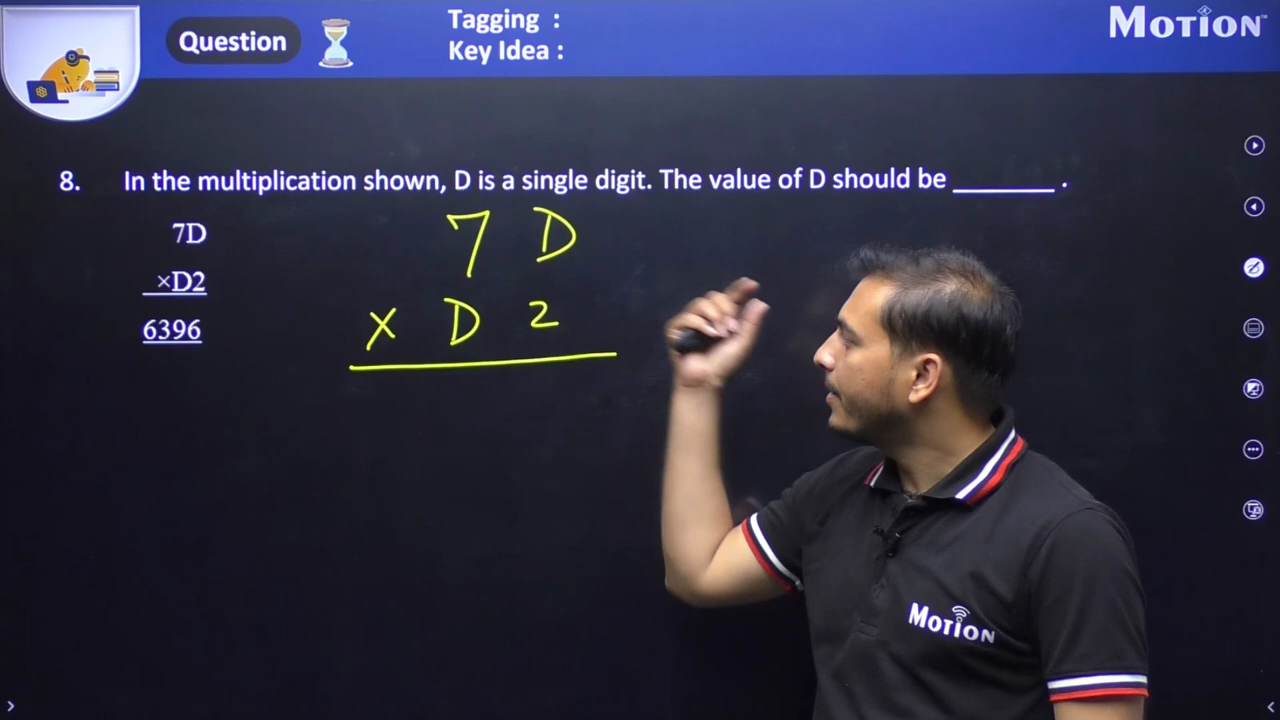 Question
Tagging :
Key Idea :
MOTION
8. In the multiplication shown, D is a single digit. The value of D should be _______ .
7D
×D2
6396
7 D
× D 2
MOTION